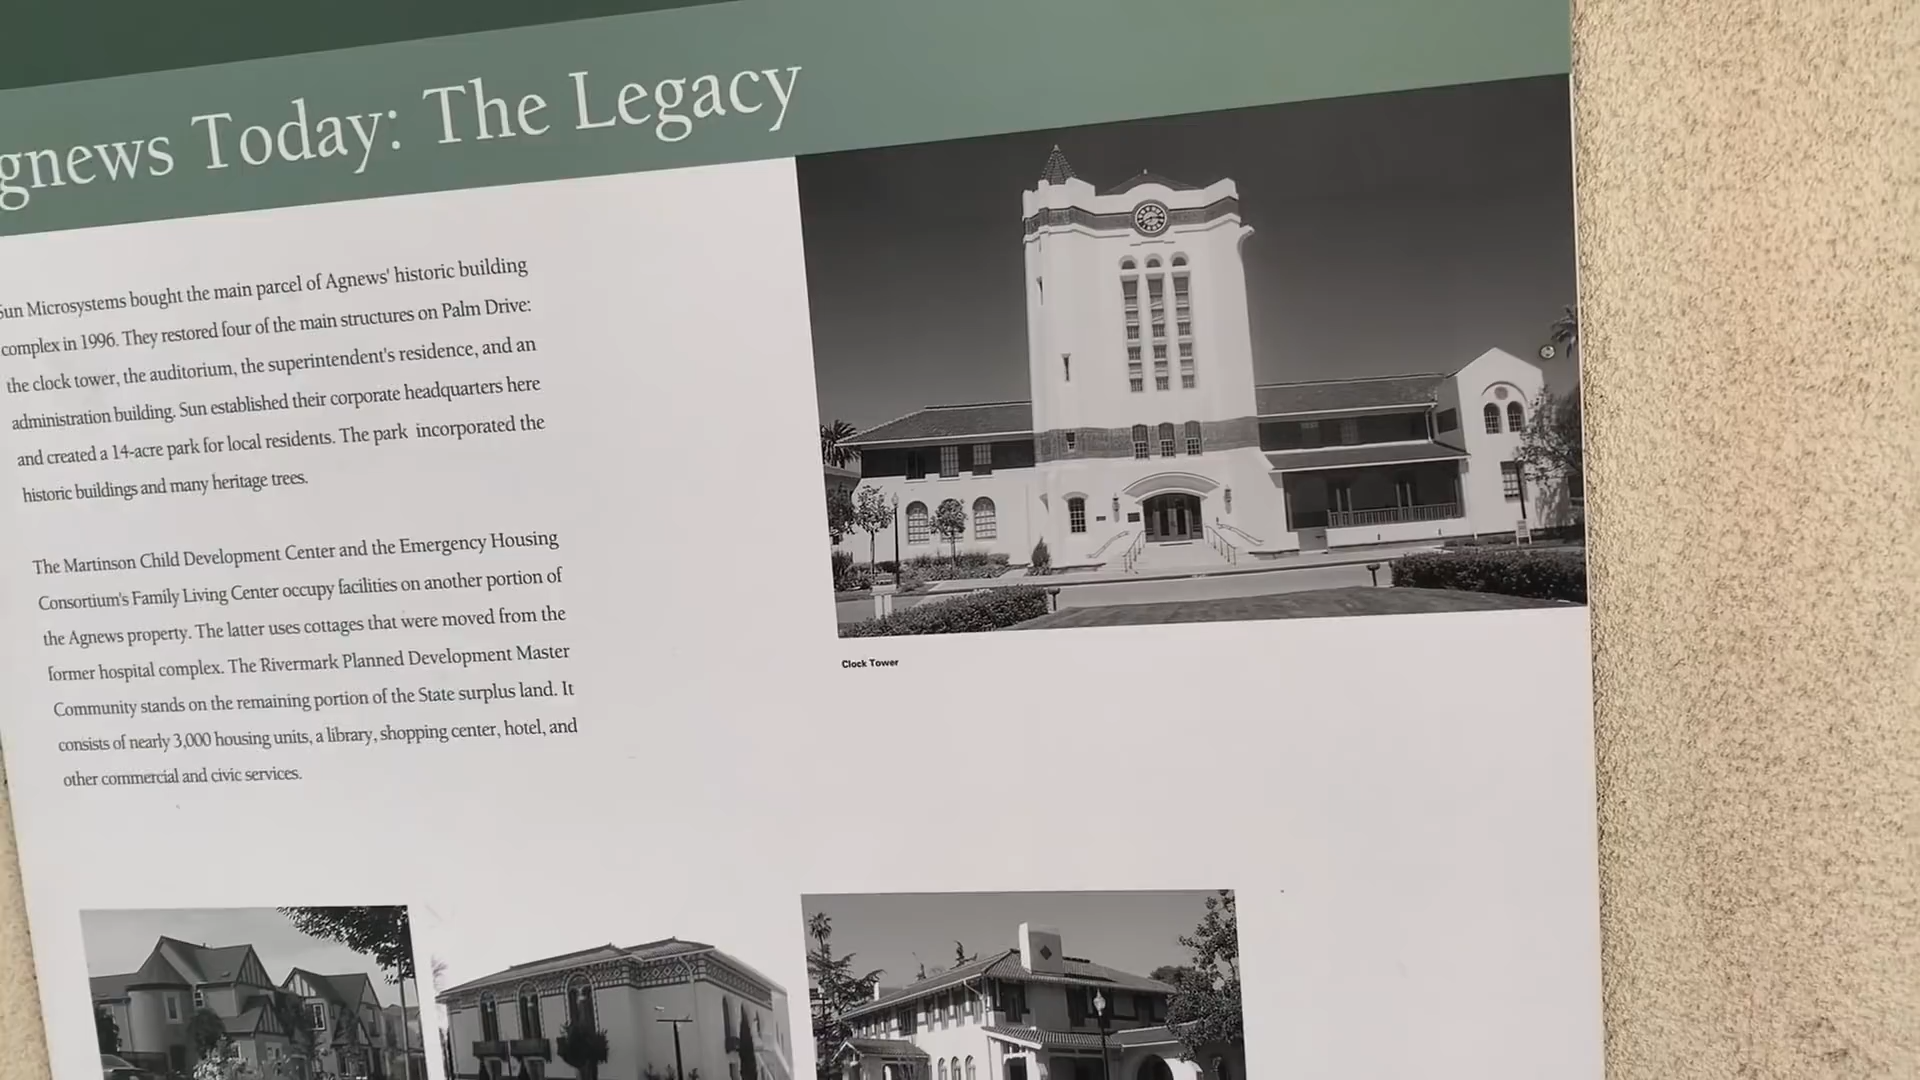 gnews Today: The Legacy
Sun Microsystems bought the main parcel of Agnews' historic building
complex in 1996. They restored four of the main structures on Palm Drive:
the clock tower, the auditorium, the superintendent's residence, and an
administration building. Sun established their corporate headquarters here
and created a 14-acre park for local residents. The park incorporated the
historic buildings and many heritage trees.
The Martinson Child Development Center and the Emergency Housing
Consortium's Family Living Center occupy facilities on another portion of
the Agnews property. The latter uses cottages that were moved from the
former hospital complex. The Rivermark Planned Development Master
Community stands on the remaining portion of the State surplus land. It
consists of nearly 3,000 housing units, a library, shopping center, hotel, and
other commercial and civic services.
Clock Tower